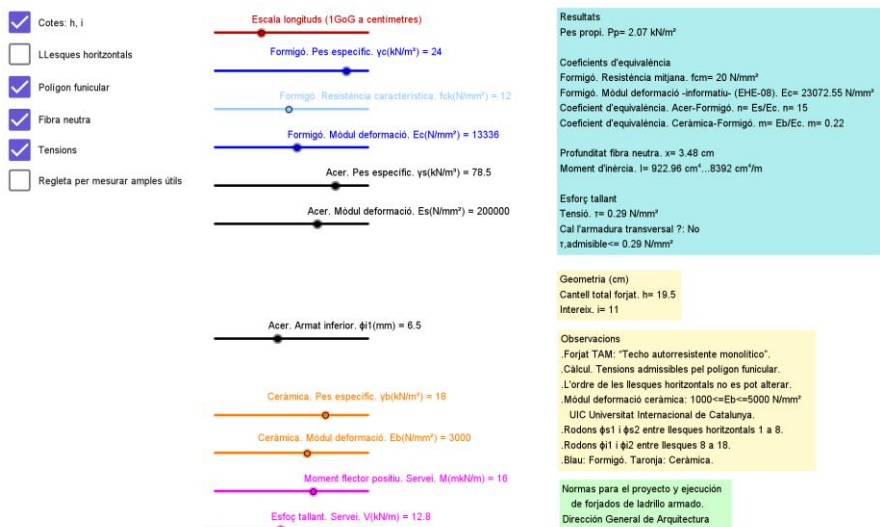 Cotes: h, i
LLesques horitzontals
Polígon funicular
Fibra neutra
Tensions
Regleta per mesurar amples útils
Escala longituds (1GoG a centimetres)
Formigó. Pes específic. γc(kN/m³) = 24
Formigó. Resisténcia característica. fck(N/mm²) = 12
Formigó. Mòdul deformació. Ec(N/mm²) = 13336
Acer. Pes específic. γs(kN/m³) = 78.5
Acer. Mòdul deformació. Es(N/mm²) = 200000
Acer. Armat inferior. ϕi1(mm) = 6.5
Ceràmica. Pes específic. γb(kN/m³) = 18
Ceràmica. Mòdul deformació. Eb(N/mm²) = 3000
Moment flector positiu. Servei. M(mkN/m) = 16
Esfoç tallant. Servei. V(kN/m) = 12.8
Resultats
Pes propi. Pp= 2.07 kN/m²
Coeficients d'equivalència
Formigó. Resistència mitjana. fcm= 20 N/mm²
Formigó. Mòdul deformació -informatiu- (EHE-08). Ec= 23072.55 N/mm²
Coeficient d'equivalència. Acer-Formigó. n= Es/Ec. n= 15
Coeficient d'equivalència. Ceràmica-Formigó. m= Eb/Ec. m= 0.22
Profunditat fibra neutra. x= 3.48 cm
Moment d'inèrcia. I= 922.96 cm⁴...8392 cm⁴/m
Esforç tallant
Tensió. τ= 0.29 N/mm²
Cal l'armadura transversal ?: No
τ,admisible<= 0.29 N/mm²
Geometria (cm)
Cantell total forjat. h= 19.5
Intereix. i= 11
Observacions
.Forjat TAM: "Techo autorresistente monolítico".
.Càlcul. Tensions admissibles pel polígon funicular.
.L'ordre de les llesques horitzontals no es pot alterar.
.Mòdul deformació ceràmica: 1000<=Eb<=5000 N/mm²
UIC Universitat Internacional de Catalunya.
.Rodons ϕs1 i ϕs2 entre llesques horitzontals 1 a 8.
.Rodons ϕi1 i ϕi2 entre llesques 8 a 18.
.Blau: Formigó. Taronja: Ceràmica.
Normas para el proyecto y ejecución
de forjados de ladrillo armado.
Dirección General de Arquitectura